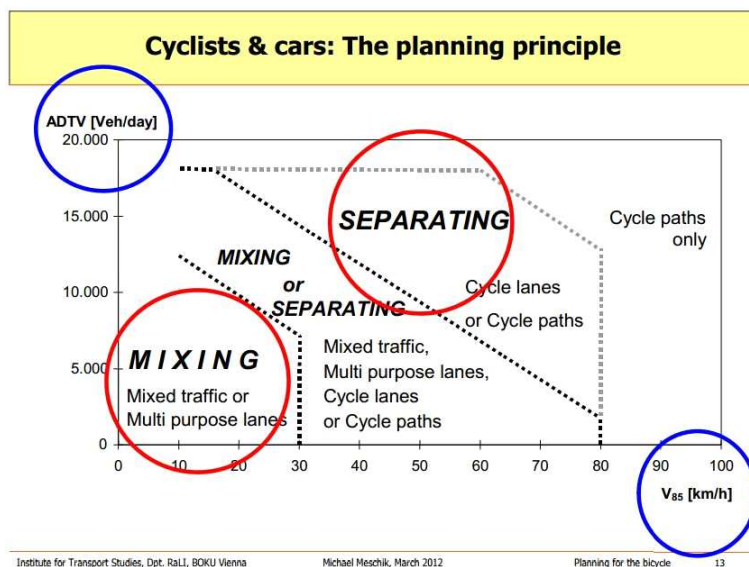 Cyclists & cars: The planning principle
ADTV [Veh/day]
20.000
15.000
10.000
5.000
0
SEPARATING
MIXING
or
SEPARATING
Cycle paths
only
Cycle lanes
or Cycle paths
MIXING
Mixed traffic or
Multi purpose lanes
Mixed traffic,
Multi purpose lanes,
Cycle lanes
or Cycle paths
0 10 20 30 40 50 60 70 80 90 100
V₈₅ [km/h]
Institute for Transport Studies, Dpt. RaLI, BOKU Vienna Michael Meschik, March 2012 Planning for the bicycle 13